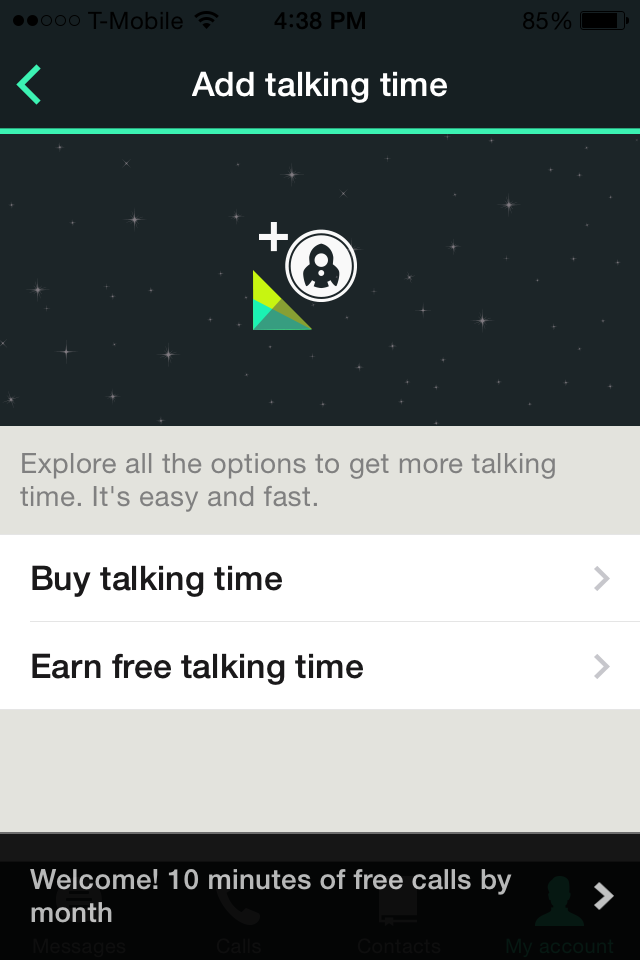 T-Mobile 4:38 PM 85%
Add talking time
Explore all the options to get more talking
time. It's easy and fast.
Buy talking time
Earn free talking time
Welcome! 10 minutes of free calls by
month
Messages Calls Contacts My account